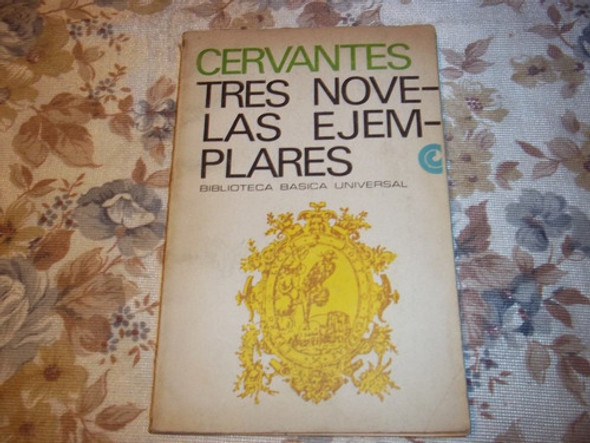 CERVANTES
TRES NOVE-
LAS EJEM-
PLARES
BIBLIOTECA BASICA UNIVERSAL